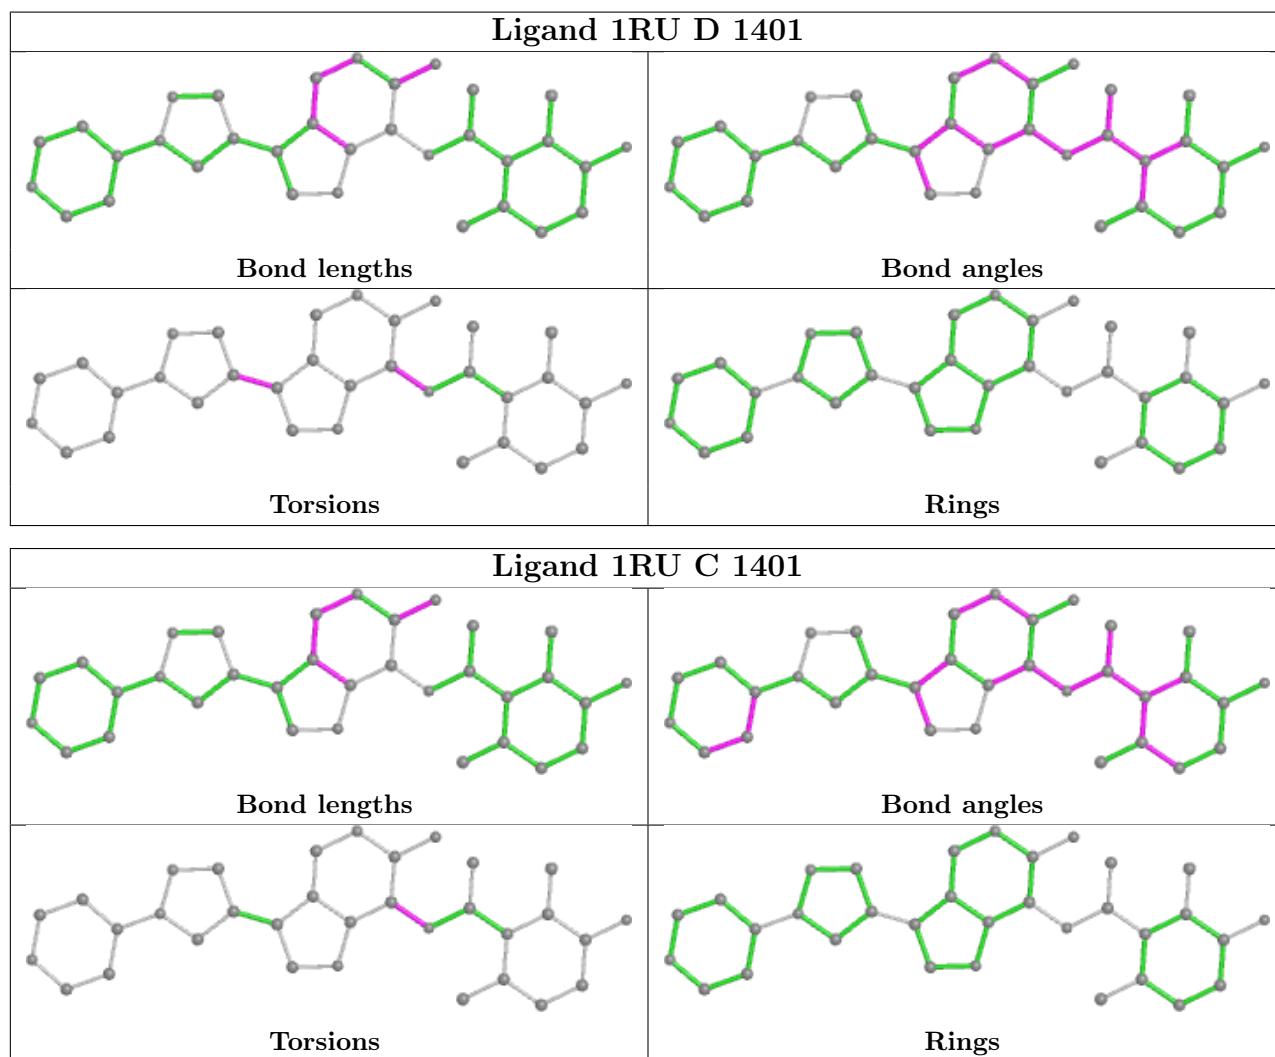 Ligand 1RU D 1401
Bond lengths
Bond angles
Torsions
Rings
Ligand 1RU C 1401
Bond lengths
Bond angles
Torsions
Rings